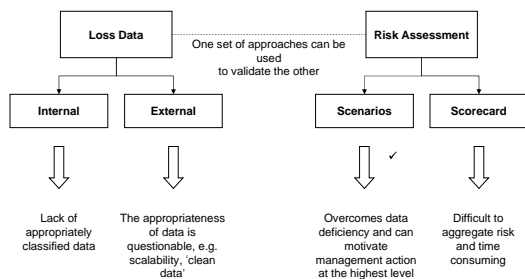 Loss Data
Risk Assessment
One set of approaches can be
used
to validate the other
Internal
External
Scenarios
Scorecard
✓
Lack of
appropriately
classified data
The appropriateness
of data is
questionable, e.g.
scalability, ‘clean
data’
Overcomes data
deficiency and can
motivate
management action
at the highest level
Difficult to
aggregate risk
and time
consuming